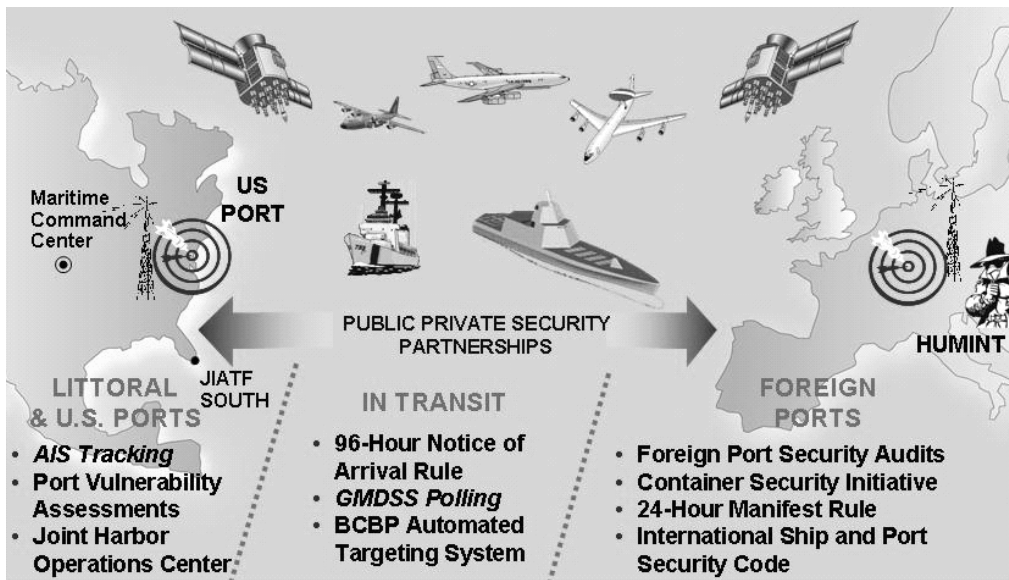 Maritime
Command
Center
US
PORT
PUBLIC PRIVATE SECURITY
PARTNERSHIPS
HUMINT
JIATF
SOUTH
LITTORAL
& U.S. PORTS
• AIS Tracking
• Port Vulnerability
Assessments
• Joint Harbor
Operations Center
IN TRANSIT
• 96-Hour Notice of
Arrival Rule
• GMDSS Polling
• BCBP Automated
Targeting System
FOREIGN
PORTS
• Foreign Port Security Audits
• Container Security Initiative
• 24-Hour Manifest Rule
• International Ship and Port
Security Code